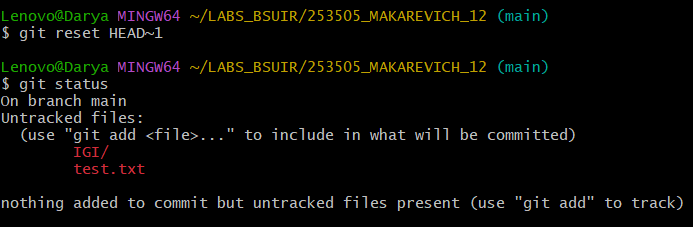 Lenovo@Darya MINGW64 ~/LABS_BSUIR/253505_MAKAREVICH_12 (main)
$ git reset HEAD~1
Lenovo@Darya MINGW64 ~/LABS_BSUIR/253505_MAKAREVICH_12 (main)
$ git status
On branch main
Untracked files:
  (use "git add <file>..." to include in what will be committed)
        IGI/
        test.txt
nothing added to commit but untracked files present (use "git add" to track)